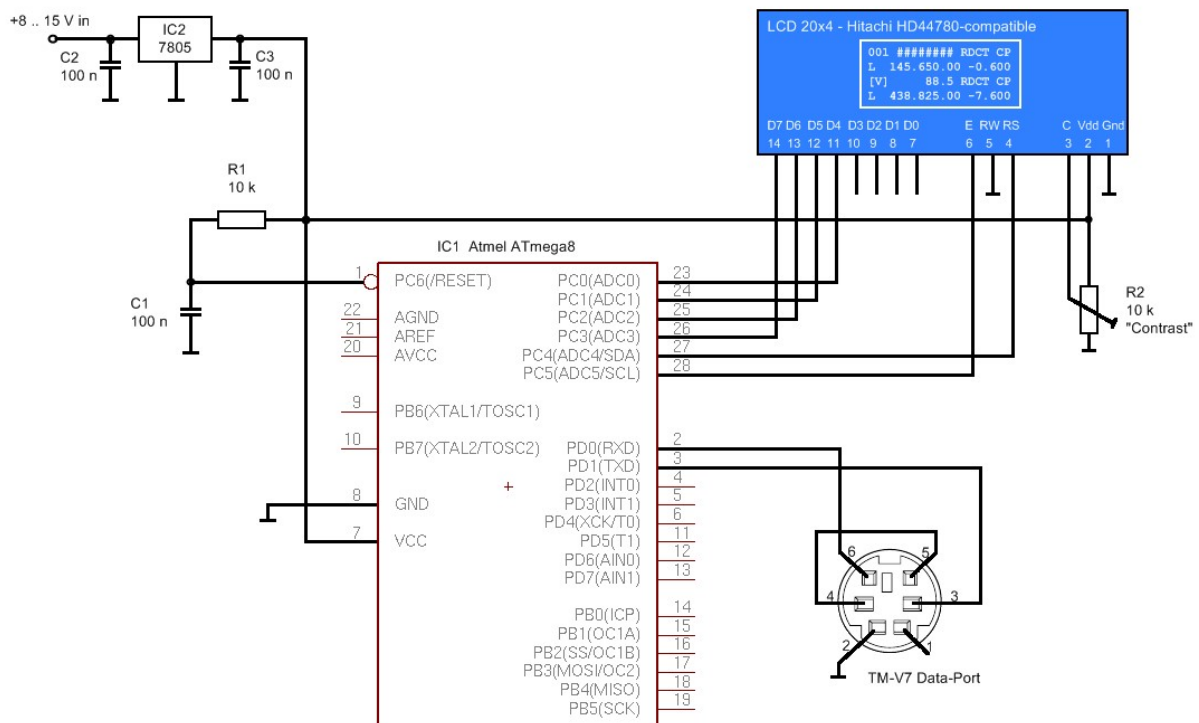 +8 .. 15 V in
IC2
7805
C2
100 n
C3
100 n
LCD 20x4 - Hitachi HD44780-compatible
001 ######## RDCT CP
L 145.650.00 -0.600
[V] 88.5 RDCT CP
L 438.825.00 -7.600
D7 D6 D5 D4 D3 D2 D1 D0 E RW RS C Vdd Gnd
14 13 12 11 10 9 8 7 6 5 4 3 2 1
R1
10 k
IC1 Atmel ATmega8
C1
100 n
R2
10 k
"Contrast"
1 PC6(/RESET)
22 AGND
21 AREF
20 AVCC
9 PB6(XTAL1/TOSC1)
10 PB7(XTAL2/TOSC2)
8 GND
7 VCC
PC0(ADC0) 23
PC1(ADC1) 24
PC2(ADC2) 25
PC3(ADC3) 26
PC4(ADC4/SDA) 27
PC5(ADC5/SCL) 28
PD0(RXD) 2
PD1(TXD) 3
PD2(INT0) 4
PD3(INT1) 5
PD4(XCK/T0) 6
PD5(T1) 11
PD6(AIN0) 12
PD7(AIN1) 13
PB0(ICP) 14
PB1(OC1A) 15
PB2(SS/OC1B) 16
PB3(MOSI/OC2) 17
PB4(MISO) 18
PB5(SCK) 19
6 5
4 3
2 1
TM-V7 Data-Port